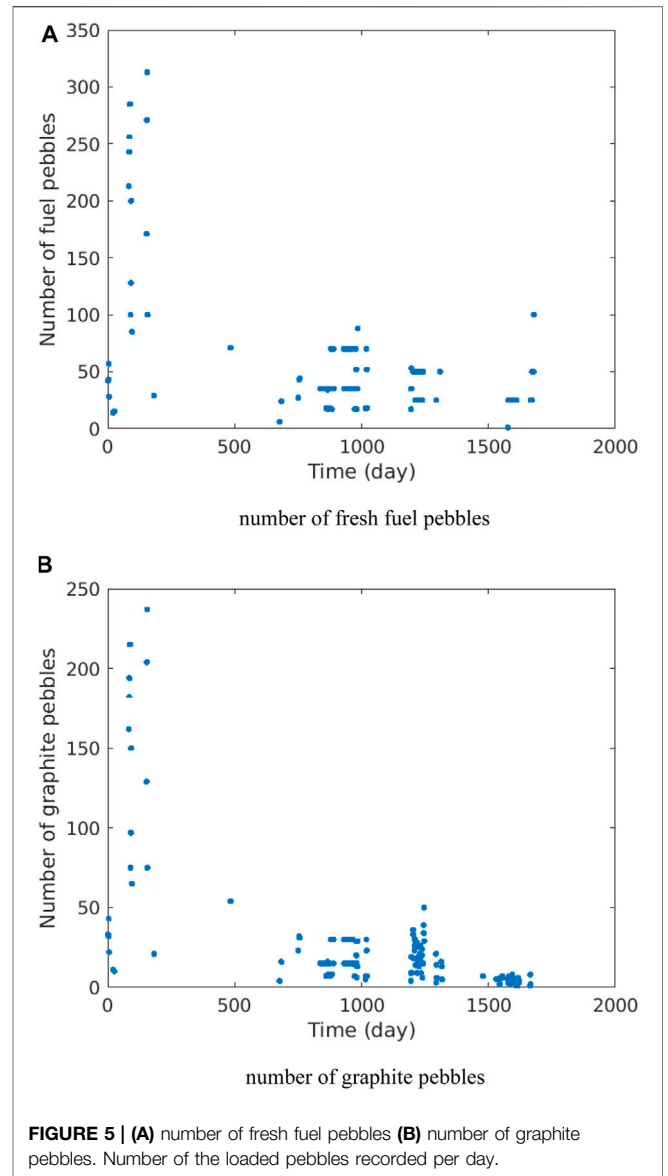 A
350
300
250
200
150
100
50
0
Number of fuel pebbles
0 500 1000 1500 2000
Time (day)
number of fresh fuel pebbles
B
250
200
150
100
50
0
Number of graphite pebbles
0 500 1000 1500 2000
Time (day)
number of graphite pebbles
FIGURE 5 | (A) number of fresh fuel pebbles (B) number of graphite
pebbles. Number of the loaded pebbles recorded per day.